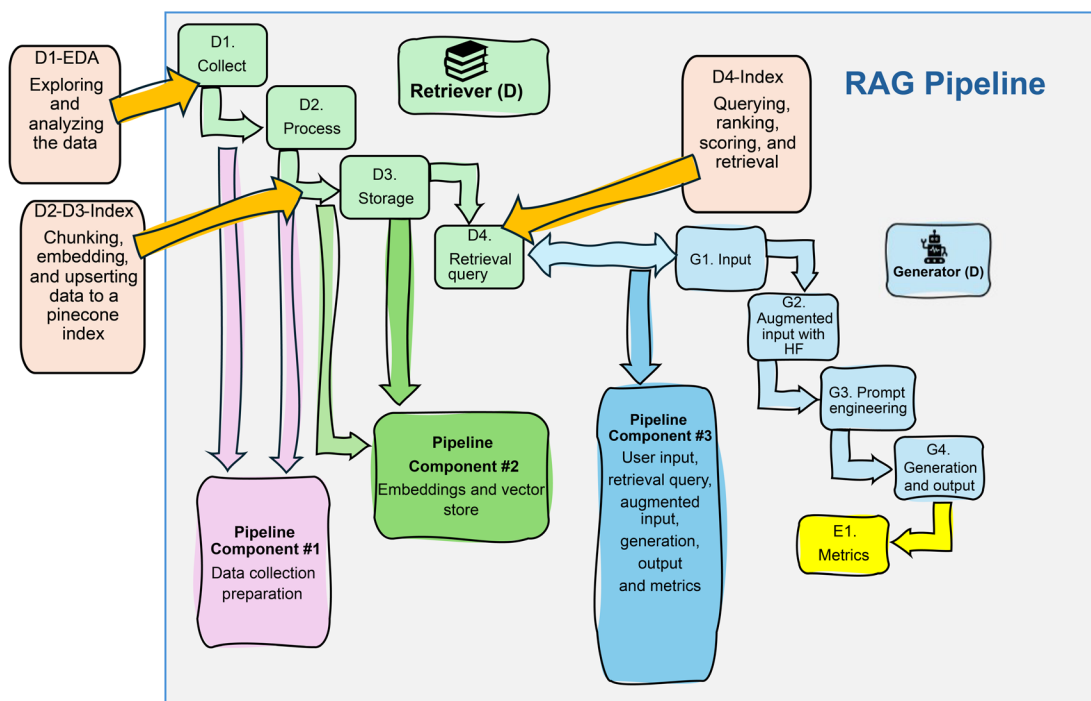 RAG Pipeline
D1-EDA
Exploring
and
analyzing
the data
D1.
Collect
Retriever (D)
D4-Index
Querying,
ranking,
scoring, and
retrieval
D2.
Process
D2-D3-Index
Chunking,
embedding,
and upserting
data to a
pinecone
index
D3.
Storage
D4.
Retrieval
query
G1. Input
Generator (D)
G2.
Augmented
input with
HF
G3. Prompt
engineering
G4.
Generation
and output
E1.
Metrics
Pipeline
Component #1
Data collection
preparation
Pipeline
Component #2
Embeddings and vector
store
Pipeline
Component #3
User input,
retrieval query,
augmented
input,
generation,
output
and metrics